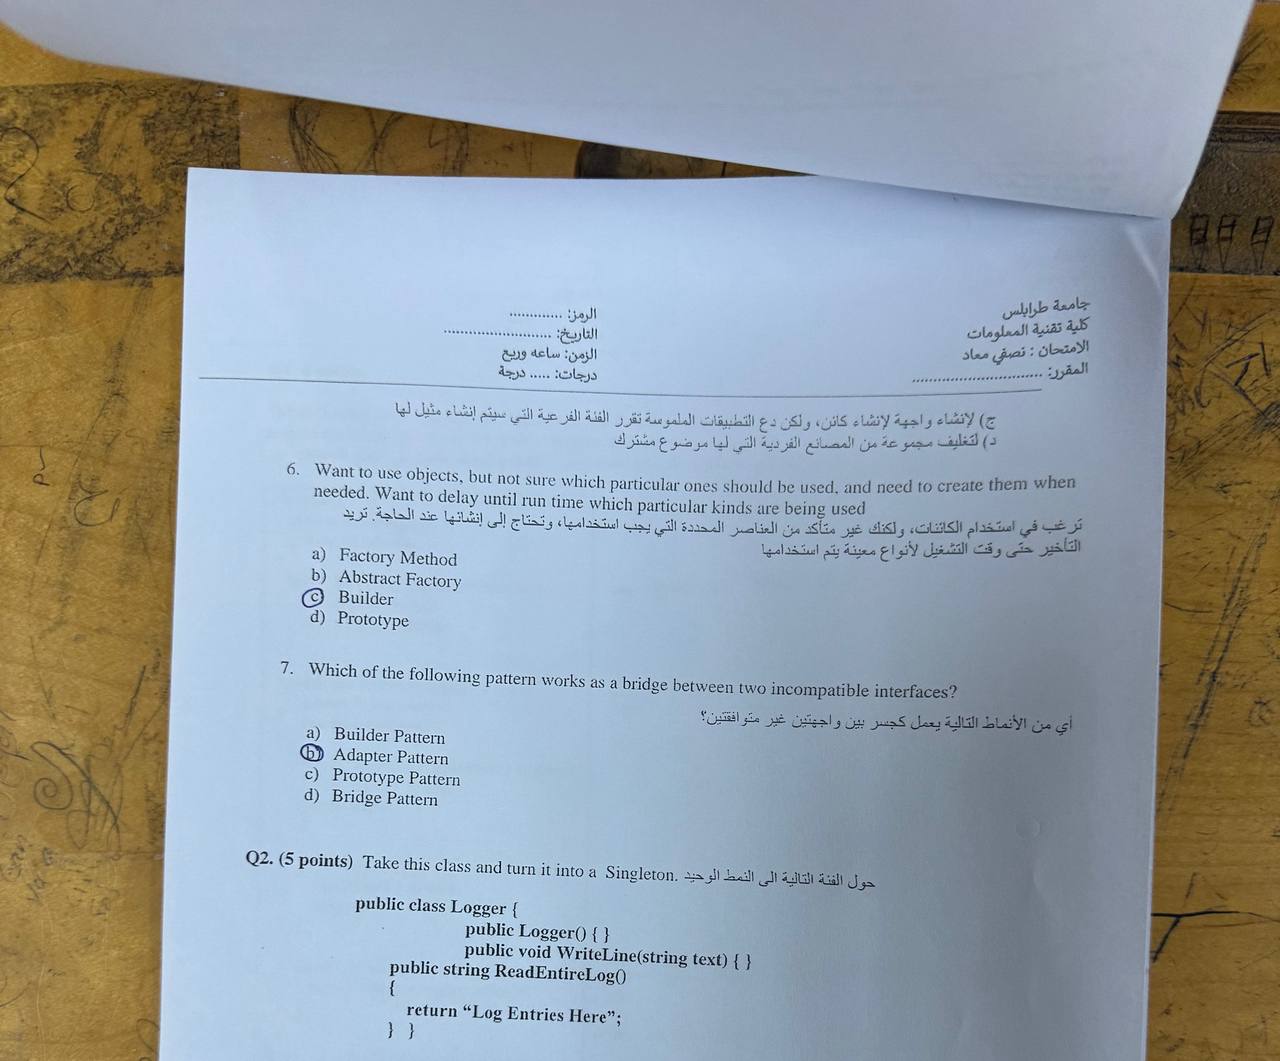 جامعة طرابلس
كلية تقنية المعلومات
الامتحان : نصفي معاد
المقرر: ..............................
الرمز: .............
التاريخ: ..........................
الزمن: ساعه وربع
درجات: ..... درجة
ج) لإنشاء واجهة لإنشاء كائن، ولكن دع التطبيقات الملموسة تقرر الفئة الفرعية التي سيتم إنشاء مثيل لها
د) لتغليف مجموعة من المصانع الفردية التي لها موضوع مشترك
6. Want to use objects, but not sure which particular ones should be used, and need to create them when
needed. Want to delay until run time which particular kinds are being used
ترغب في استخدام الكائنات، ولكنك غير متأكد من العناصر المحددة التي يجب استخدامها، وتحتاج إلى إنشائها عند الحاجة. تريد
التأخير حتى وقت التشغيل لأنواع معينة يتم استخدامها
a) Factory Method
b) Abstract Factory
c) Builder
d) Prototype
7. Which of the following pattern works as a bridge between two incompatible interfaces?
أي من الأنماط التالية يعمل كجسر بين واجهتين غير متوافقتين؟
a) Builder Pattern
b) Adapter Pattern
c) Prototype Pattern
d) Bridge Pattern
Q2. (5 points) Take this class and turn it into a Singleton. حول الفئة التالية الى النمط الوحيد
public class Logger {
public Logger() { }
public void WriteLine(string text) { }
public string ReadEntireLog()
{
return “Log Entries Here”;
} }